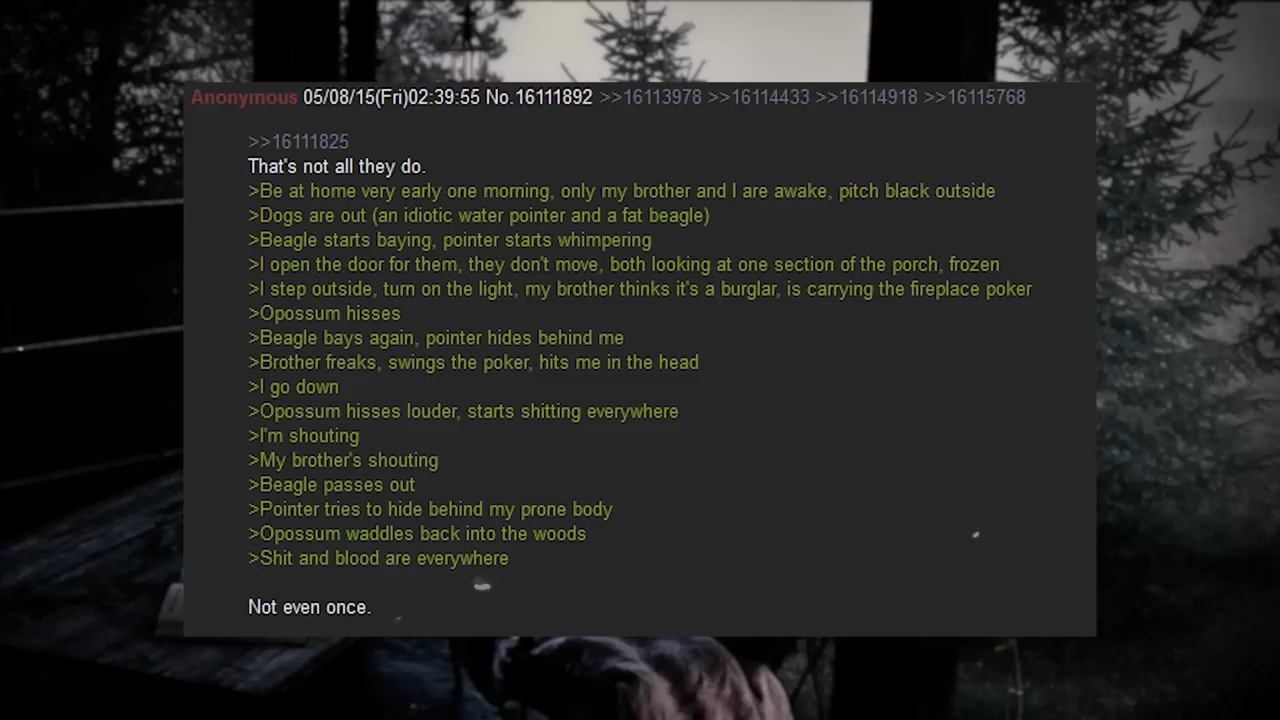 Anonymous 05/08/15(Fri)02:39:55 No.16111892 >>16113978 >>16114433 >>16114918 >>16115768
>>16111825
That's not all they do.
>Be at home very early one morning, only my brother and I are awake, pitch black outside
>Dogs are out (an idiotic water pointer and a fat beagle)
>Beagle starts baying, pointer starts whimpering
>I open the door for them, they don't move, both looking at one section of the porch, frozen
>I step outside, turn on the light, my brother thinks it's a burglar, is carrying the fireplace poker
>Opossum hisses
>Beagle bays again, pointer hides behind me
>Brother freaks, swings the poker, hits me in the head
>I go down
>Opossum hisses louder, starts shitting everywhere
>I'm shouting
>My brother's shouting
>Beagle passes out
>Pointer tries to hide behind my prone body
>Opossum waddles back into the woods
>Shit and blood are everywhere
Not even once.